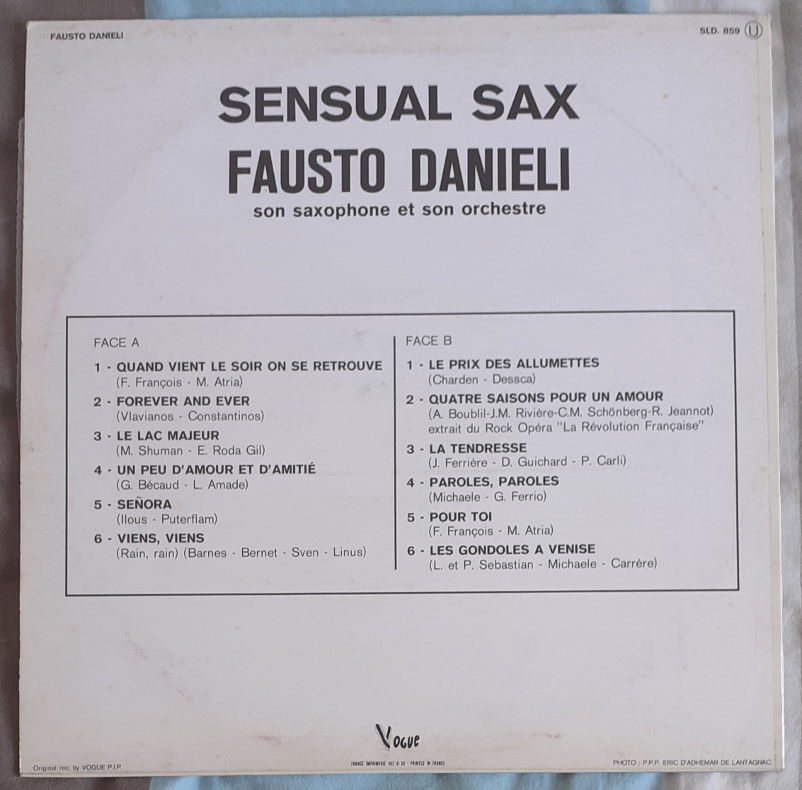 FAUSTO DANIELI
SLD. 859 U
SENSUAL SAX
FAUSTO DANIELI
son saxophone et son orchestre
FACE A
1 - QUAND VIENT LE SOIR ON SE RETROUVE
(F. François - M. Atria)
2 - FOREVER AND EVER
(Vlavianos - Constantinos)
3 - LE LAC MAJEUR
(M. Shuman - E. Roda Gil)
4 - UN PEU D'AMOUR ET D'AMITIÉ
(G. Bécaud - L. Amade)
5 - SEÑORA
(Ilous - Puterflam)
6 - VIENS, VIENS
(Rain, rain) (Barnes - Bernet - Sven - Linus)
FACE B
1 - LE PRIX DES ALLUMETTES
(Charden - Dessca)
2 - QUATRE SAISONS POUR UN AMOUR
(A. Boublil-J.M. Rivière-C.M. Schönberg-R. Jeannot)
extrait du Rock Opéra "La Révolution Française"
3 - LA TENDRESSE
(J. Ferrière - D. Guichard - P. Carli)
4 - PAROLES, PAROLES
(Michaele - G. Ferrio)
5 - POUR TOI
(F. François - M. Atria)
6 - LES GONDOLES A VENISE
(L. et P. Sebastian - Michaele - Carrère)
VOGUE
Original rec. by VOGUE P.I.P.
FRANCE IMPRIMERIE - PRINTED IN FRANCE
PHOTO : P.P.P. ERIC D'ADHEMAR DE LANTAGNAC